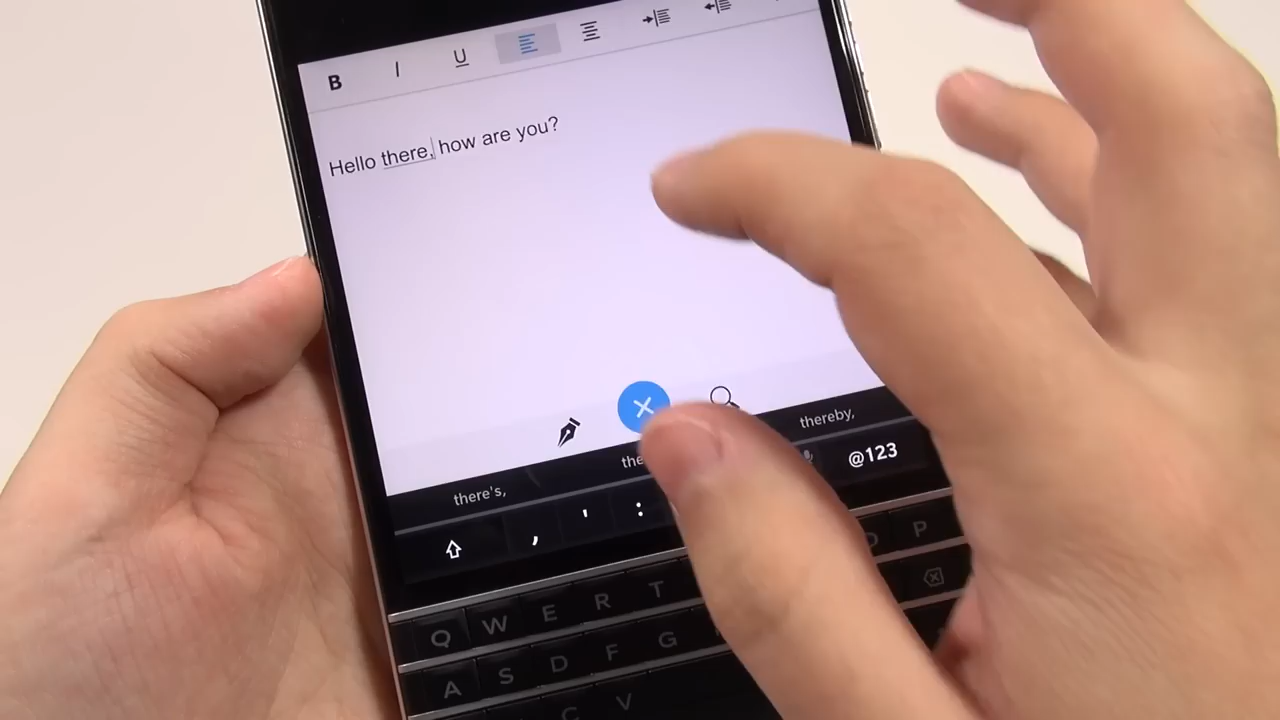 B I U
Hello there, how are you?
there's, thereby,
, ' : @123
Q W E R T P
A S D F G
C V